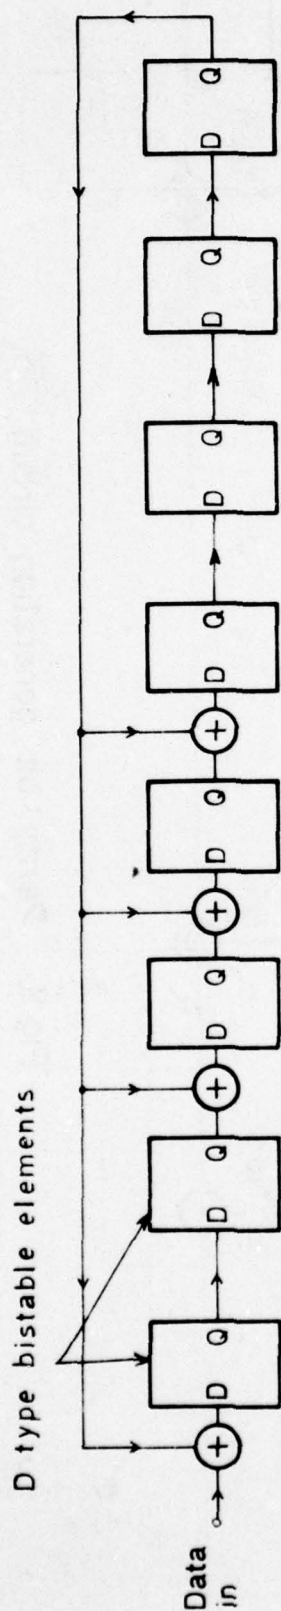 D type bistable elements
Data
in
D Q D Q D Q D Q D Q D Q D Q D Q